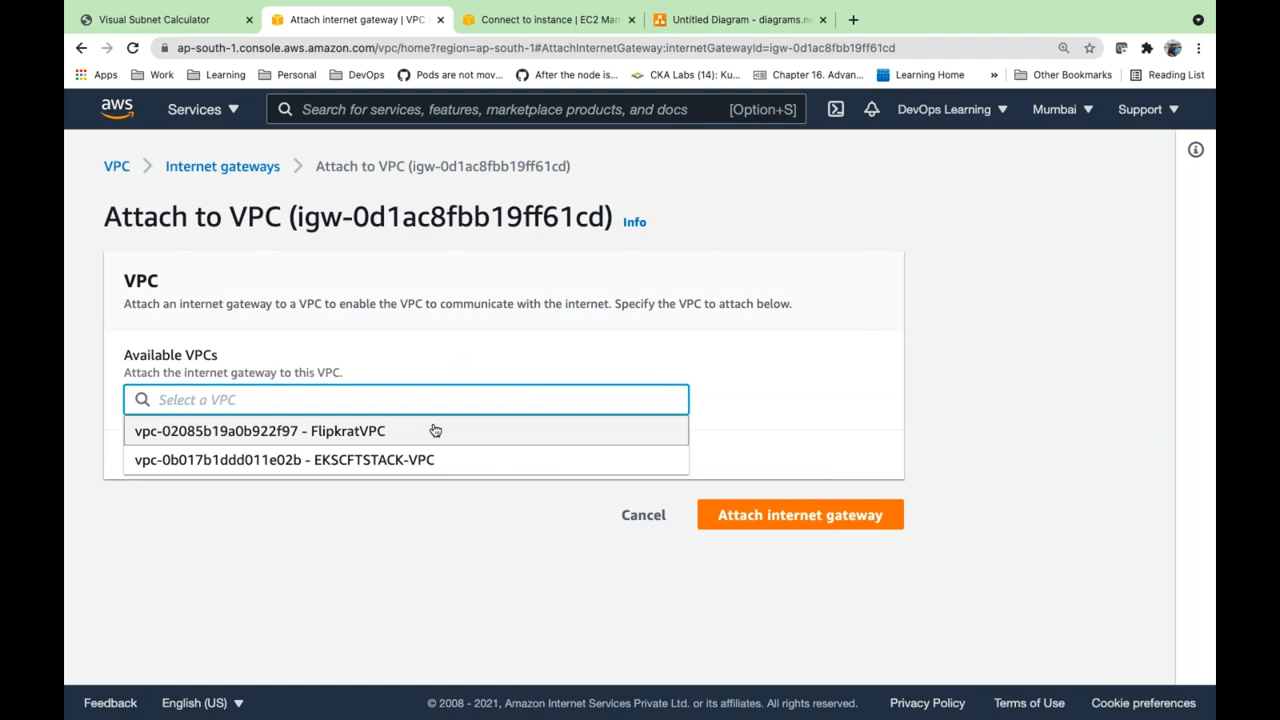 Visual Subnet Calculator
Attach internet gateway | VPC
Connect to instance | EC2 Man
Untitled Diagram - diagrams.ne
ap-south-1.console.aws.amazon.com/vpc/home?region=ap-south-1#AttachInternetGateway:internetGatewayId=igw-0d1ac8fbb19ff61cd
Apps
Work
Learning
Personal
DevOps
Pods are not mov...
After the node is...
CKA Labs (14): Ku...
Chapter 16. Advan...
Learning Home
»
Other Bookmarks
Reading List
aws
Services
Search for services, features, marketplace products, and docs
[Option+S]
DevOps Learning
Mumbai
Support
VPC
Internet gateways
Attach to VPC (igw-0d1ac8fbb19ff61cd)
Attach to VPC (igw-0d1ac8fbb19ff61cd)
Info
VPC
Attach an internet gateway to a VPC to enable the VPC to communicate with the internet. Specify the VPC to attach below.
Available VPCs
Attach the internet gateway to this VPC.
Select a VPC
vpc-02085b19a0b922f97 - FlipkratVPC
vpc-0b017b1ddd011e02b - EKSCFTSTACK-VPC
Cancel
Attach internet gateway
Feedback
English (US)
© 2008 - 2021, Amazon Internet Services Private Ltd. or its affiliates. All rights reserved.
Privacy Policy
Terms of Use
Cookie preferences